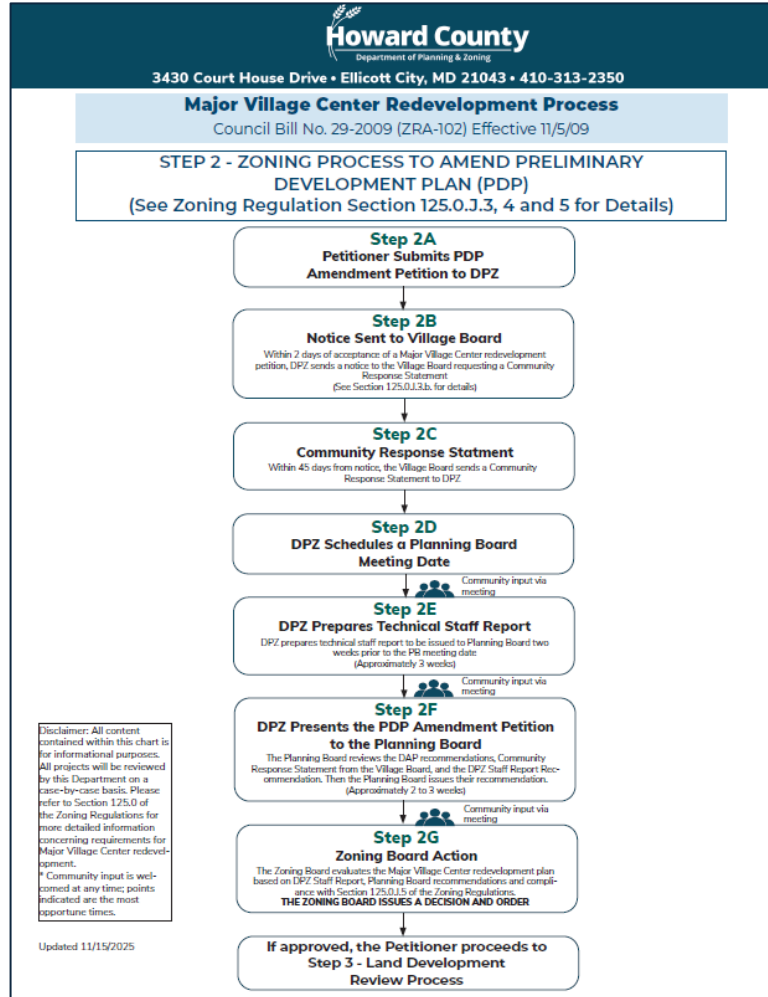 Howard County
Department of Planning & Zoning
3430 Court House Drive • Ellicott City, MD 21043 • 410-313-2350
Major Village Center Redevelopment Process
Council Bill No. 29-2009 (ZRA-102) Effective 11/5/09
STEP 2 - ZONING PROCESS TO AMEND PRELIMINARY
DEVELOPMENT PLAN (PDP)
(See Zoning Regulation Section 125.0.J.3, 4 and 5 for Details)
Step 2A
Petitioner Submits PDP
Amendment Petition to DPZ
Step 2B
Notice Sent to Village Board
Within 2 days of acceptance of a Major Village Center redevelopment
petition, DPZ sends a notice to the Village Board requesting a Community
Response Statement
(See Section 125.0.J.3.b. for details)
Step 2C
Community Response Statment
Within 45 days from notice, the Village Board sends a Community
Response Statement to DPZ
Step 2D
DPZ Schedules a Planning Board
Meeting Date
Community input via
meeting
Step 2E
DPZ Prepares Technical Staff Report
DPZ prepares technical staff report to be issued to Planning Board two
weeks prior to the PB meeting date
(Approximately 3 weeks)
Community input via
meeting
Step 2F
DPZ Presents the PDP Amendment Petition
to the Planning Board
The Planning Board reviews the DAP recommendations, Community
Response Statement from the Village Board, and the DPZ Staff Report Rec-
ommendation. Then the Planning Board issues their recommendation.
(Approximately 2 to 3 weeks)
Community input via
meeting
Step 2G
Zoning Board Action
The Zoning Board evaluates the Major Village Center redevelopment plan
based on DPZ Staff Report, Planning Board recommendations and compli-
ance with Section 125.0.J.5 of the Zoning Regulations.
THE ZONING BOARD ISSUES A DECISION AND ORDER
If approved, the Petitioner proceeds to
Step 3 - Land Development
Review Process
Disclaimer: All content
contained within this chart is
for informational purposes.
All projects will be reviewed
by this Department on a
case-by-case basis. Please
refer to Section 125.0 of
the Zoning Regulations for
more detailed information
concerning requirements for
Major Village Center redevel-
opment.
* Community input is wel-
comed at any time; points
indicated are the most
opportune times.
Updated 11/15/2025